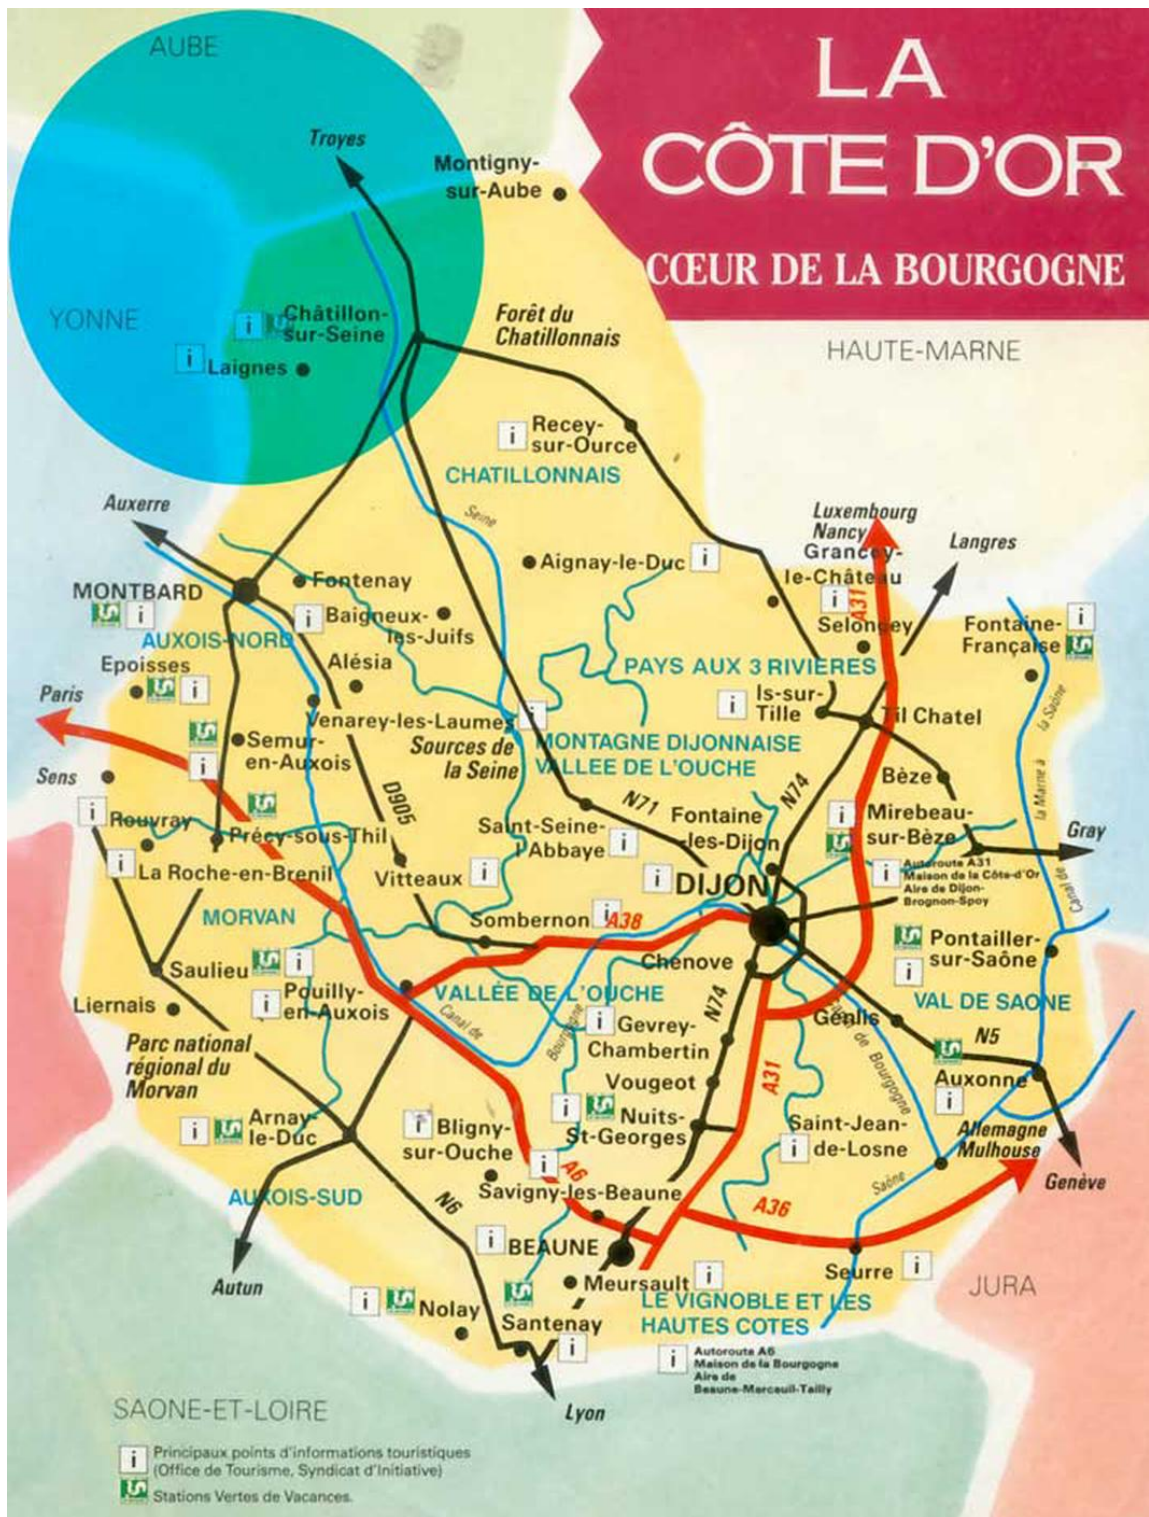 AUBE
LA
CÔTE D'OR
CŒUR DE LA BOURGOGNE
Troyes
Montigny-
sur-Aube
YONNE
i
Châtillon-
sur-Seine
i
Laignes
Forêt du
Chatillonnais
HAUTE-MARNE
i
Recey-
sur-Ource
CHATILLONNAIS
Auxerre
Seine
Luxembourg
Nancy
Langres
Grancey-
le-Château
i
A31
Aignay-le-Duc
i
MONTBARD
i
Fontenay
i
Baigneux-
les-Juifs
Selongey
Fontaine-
Française
i
AUXOIS-NORD
Epoisses
i
Alésia
PAYS AUX 3 RIVIERES
Paris
i
Is-sur-
Tille
la Saône
Venarey-les-Laumes
i
Til Chatel
Sources de
la Seine
MONTAGNE DIJONNAISE
VALLEE DE L'OUCHE
Semur-
en-Auxois
i
Sens
Bèze
la Marne à
D905
N71
N74
i
Rouvray
Précy-sous-Thil
Saint-Seine-
l'Abbaye
i
Fontaine
-les-Dijon
i
Mirebeau-
sur-Bèze
Gray
i
La Roche-en-Brenil
Vitteaux
i
i
DIJON
i
Autoroute A31
Maison de la Côte-d'Or
Aire de Dijon-
Brognon-Spoy
Canal de
MORVAN
Sombernon
i
A38
Pontailler-
sur-Saône
i
Chenove
Saulieu
i
VALLÉE DE L'OUCHE
VAL DE SAONE
Liernais
i
Pouilly-
en-Auxois
Canal de
Bourgogne
N74
i
Gevrey-
Chambertin
Genlis
Canal de Bourgogne
N5
Parc national
régional du
Morvan
Vougeot
A31
Auxonne
i
i
Arnay-
le-Duc
i
Bligny-
sur-Ouche
i
Nuits-
St-Georges
Saint-Jean-
de-Losne
i
Allemagne
Mulhouse
Genève
i
A6
Saône
AUXOIS-SUD
N6
Savigny-les-Beaune
A36
i
BEAUNE
Autun
Meursault
i
Seurre
i
JURA
i
Nolay
LE VIGNOBLE ET LES
HAUTES COTES
Santenay
i
i
Autoroute A6
Maison de la Bourgogne
Aire de
Beaune-Merceuil-Tailly
Lyon
SAONE-ET-LOIRE
i
Principaux points d'informations touristiques
(Office de Tourisme, Syndicat d'Initiative)
Stations Vertes de Vacances.